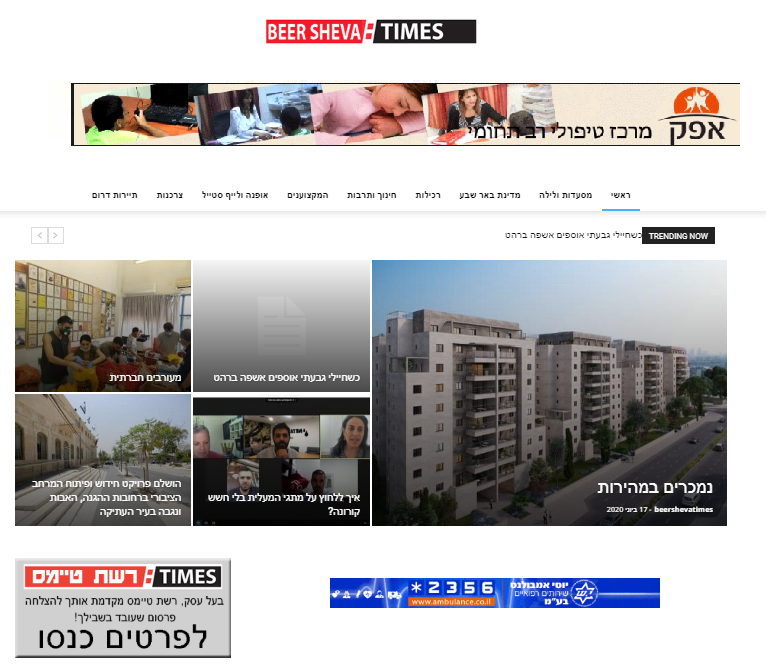 BEER SHEVA TIMES
אפק
מרכז טיפולי רב תחומי
ראשי מסעדות ולילה מדינת באר שבע רכילות חינוך ותרבות המקצוענים אופנה ולייף סטייל צרכנות תיירות דרום
TRENDING NOW כשחיילי גבעתי אוספים אשפה ברהט
נמכרים במהירות
beershevatimes - 17 ביוני 2020
כשחיילי גבעתי אוספים אשפה ברהט
מעורבים חברתית
איך ללחוץ על מתגי המעלית בלי חשש
קורונה?
הושלם פרויקט חידוש ופיתוח המרחב
הציבורי ברחובות ההגנה, האבות
ונגבה בעיר העתיקה
יוסי אמבולנס
שירותים רפואיים
בע"מ
*2356
www.ambulance.co.il
TIMES רשת טיימס
בעל עסק, רשת טיימס מקדמת אותך להצלחה
פרסום שעובד בשבילך!
לפרטים כנסו